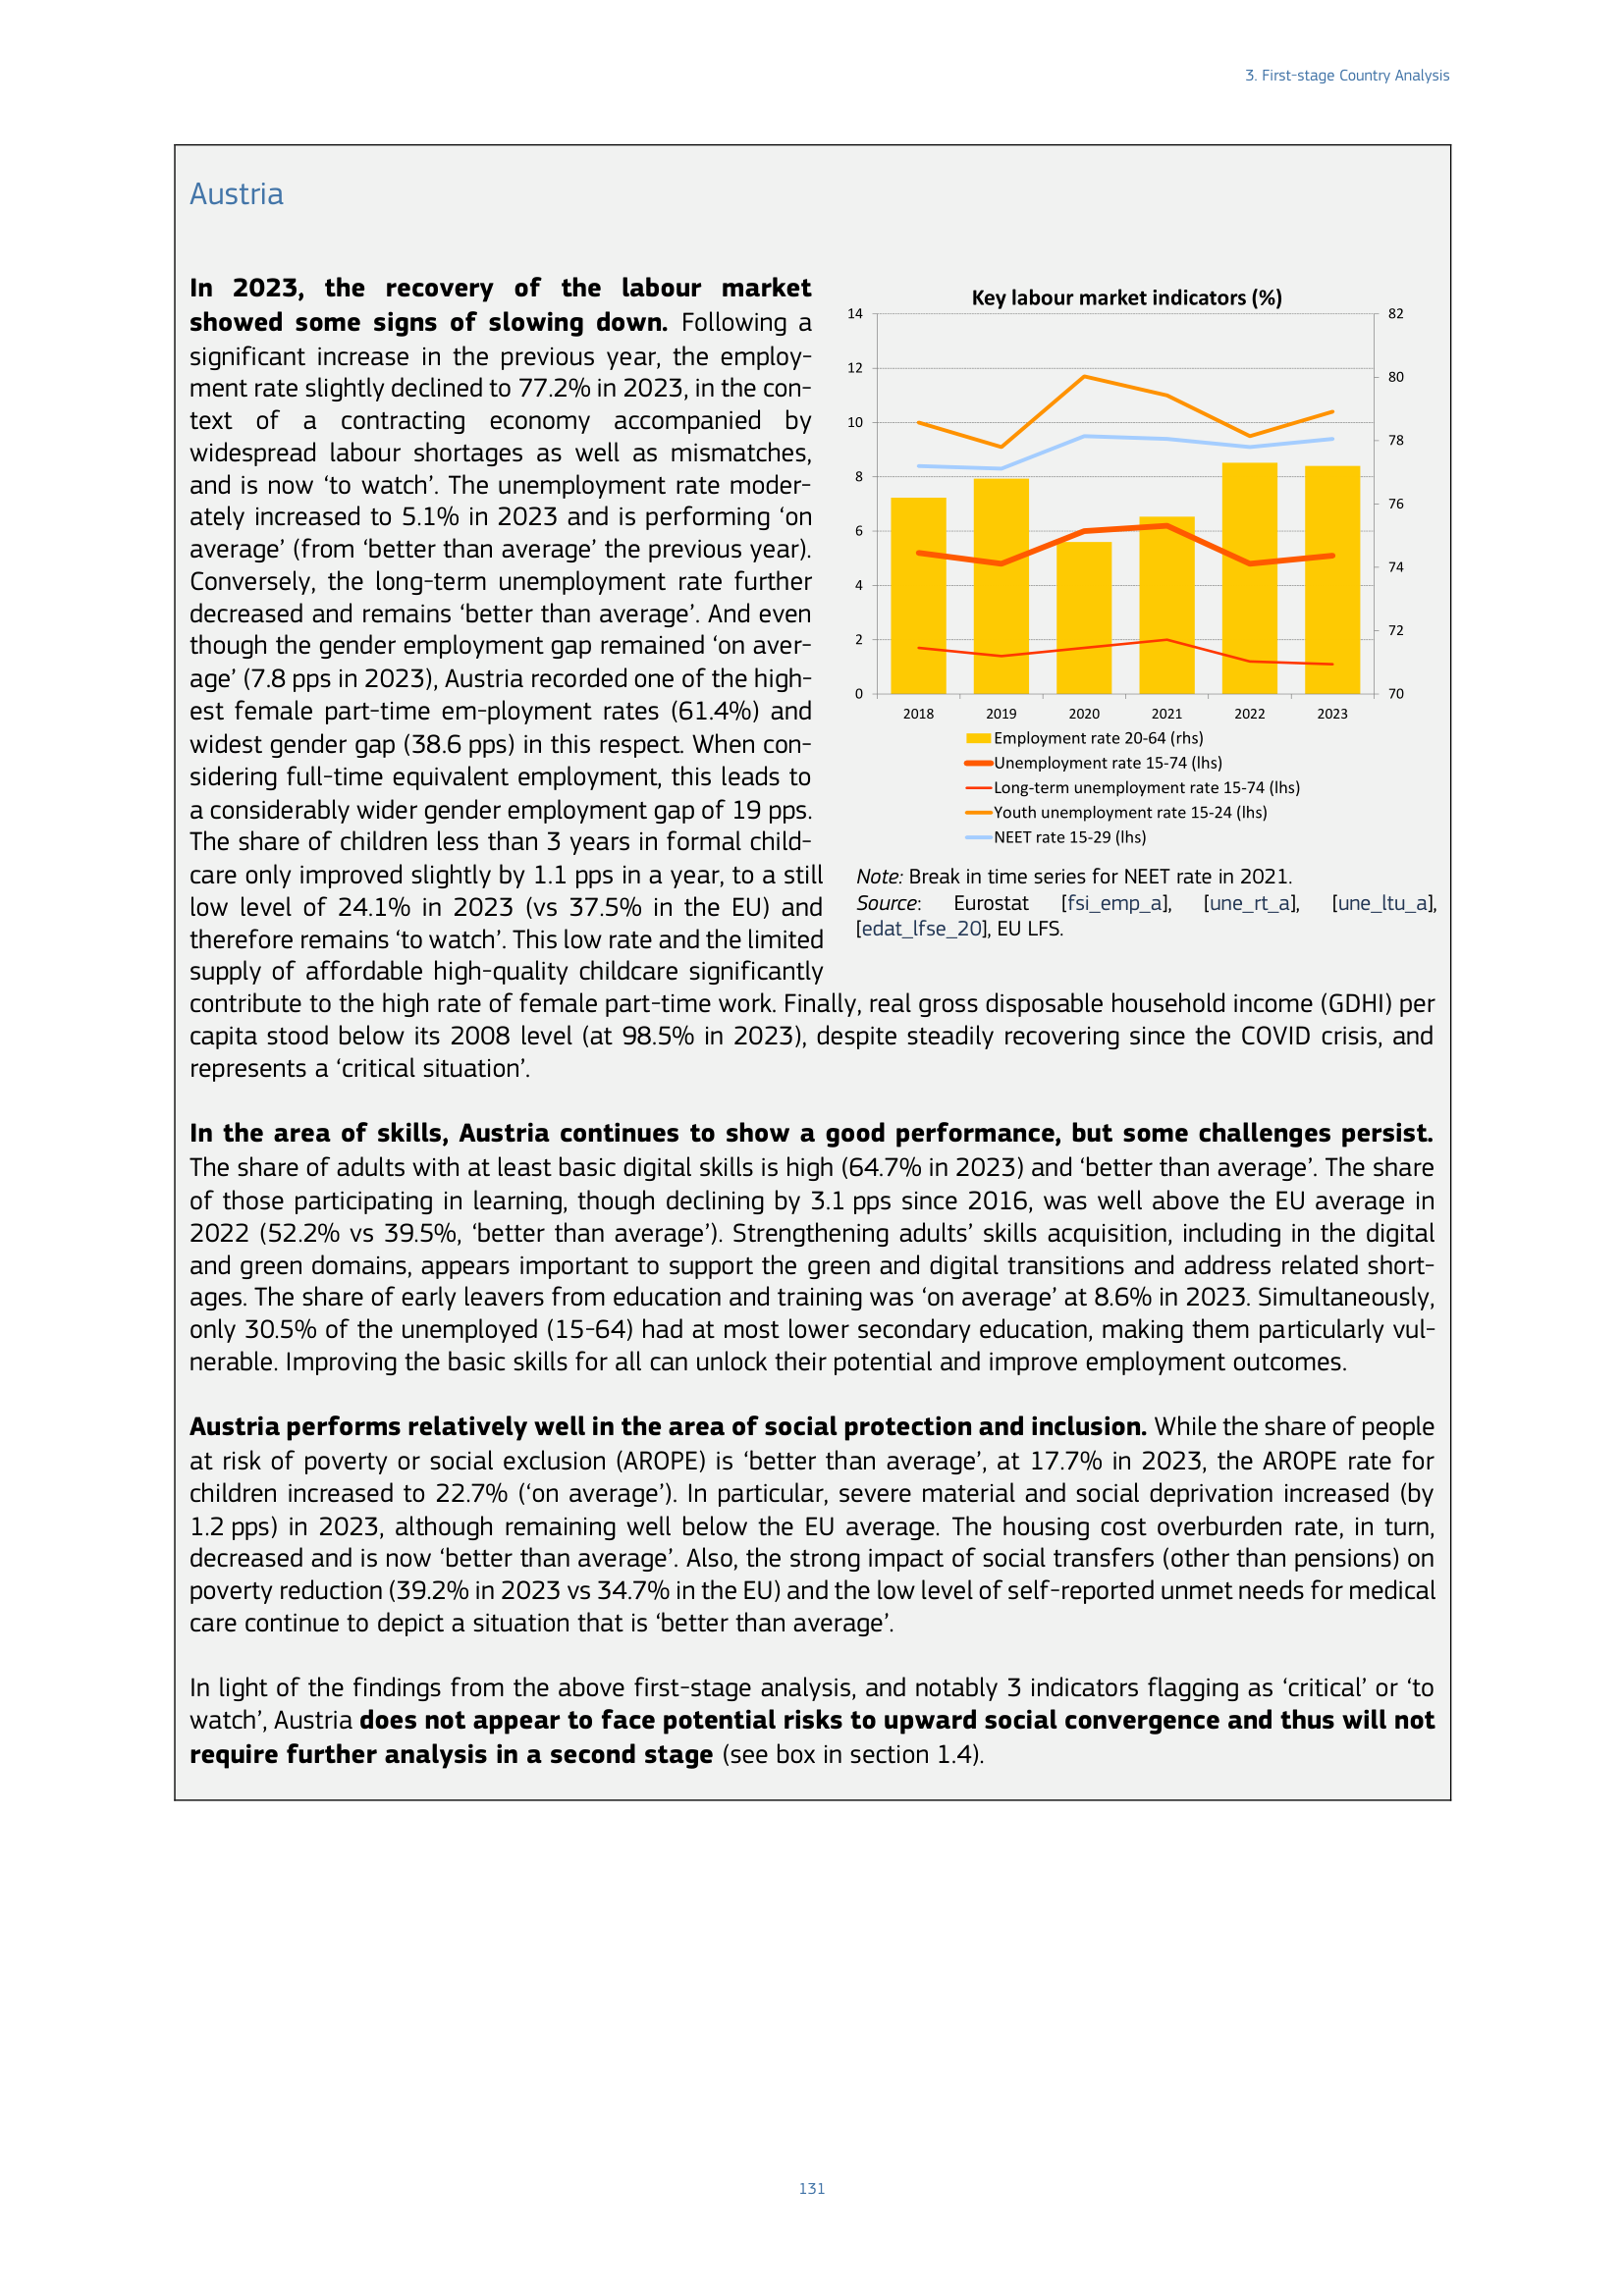 3. First-stage Country Analysis
Austria
In 2023, the recovery of the labour market
showed some signs of slowing down. Following a
significant increase in the previous year, the employ-
ment rate slightly declined to 77.2% in 2023, in the con-
text of a contracting economy accompanied by
widespread labour shortages as well as mismatches,
and is now ‘to watch’. The unemployment rate moder-
ately increased to 5.1% in 2023 and is performing ‘on
average’ (from ‘better than average’ the previous year).
Conversely, the long-term unemployment rate further
decreased and remains ‘better than average’. And even
though the gender employment gap remained ‘on aver-
age’ (7.8 pps in 2023), Austria recorded one of the high-
est female part-time em-ployment rates (61.4%) and
widest gender gap (38.6 pps) in this respect. When con-
sidering full-time equivalent employment, this leads to
a considerably wider gender employment gap of 19 pps.
The share of children less than 3 years in formal child-
care only improved slightly by 1.1 pps in a year, to a still
low level of 24.1% in 2023 (vs 37.5% in the EU) and
therefore remains ‘to watch’. This low rate and the limited
supply of affordable high-quality childcare significantly
contribute to the high rate of female part-time work. Finally, real gross disposable household income (GDHI) per
capita stood below its 2008 level (at 98.5% in 2023), despite steadily recovering since the COVID crisis, and
represents a ‘critical situation’.
Key labour market indicators (%)
14 82
12 80
10 78
8 76
6 74
4 72
2 70
0
2018 2019 2020 2021 2022 2023
Employment rate 20-64 (rhs)
Unemployment rate 15-74 (lhs)
Long-term unemployment rate 15-74 (lhs)
Youth unemployment rate 15-24 (lhs)
NEET rate 15-29 (lhs)
Note: Break in time series for NEET rate in 2021.
Source: Eurostat [fsi_emp_a], [une_rt_a], [une_ltu_a],
[edat_lfse_20], EU LFS.
In the area of skills, Austria continues to show a good performance, but some challenges persist.
The share of adults with at least basic digital skills is high (64.7% in 2023) and ‘better than average’. The share
of those participating in learning, though declining by 3.1 pps since 2016, was well above the EU average in
2022 (52.2% vs 39.5%, ‘better than average’). Strengthening adults’ skills acquisition, including in the digital
and green domains, appears important to support the green and digital transitions and address related short-
ages. The share of early leavers from education and training was ‘on average’ at 8.6% in 2023. Simultaneously,
only 30.5% of the unemployed (15-64) had at most lower secondary education, making them particularly vul-
nerable. Improving the basic skills for all can unlock their potential and improve employment outcomes.
Austria performs relatively well in the area of social protection and inclusion. While the share of people
at risk of poverty or social exclusion (AROPE) is ‘better than average’, at 17.7% in 2023, the AROPE rate for
children increased to 22.7% (‘on average’). In particular, severe material and social deprivation increased (by
1.2 pps) in 2023, although remaining well below the EU average. The housing cost overburden rate, in turn,
decreased and is now ‘better than average’. Also, the strong impact of social transfers (other than pensions) on
poverty reduction (39.2% in 2023 vs 34.7% in the EU) and the low level of self-reported unmet needs for medical
care continue to depict a situation that is ‘better than average’.
In light of the findings from the above first-stage analysis, and notably 3 indicators flagging as ‘critical’ or ‘to
watch’, Austria does not appear to face potential risks to upward social convergence and thus will not
require further analysis in a second stage (see box in section 1.4).
131